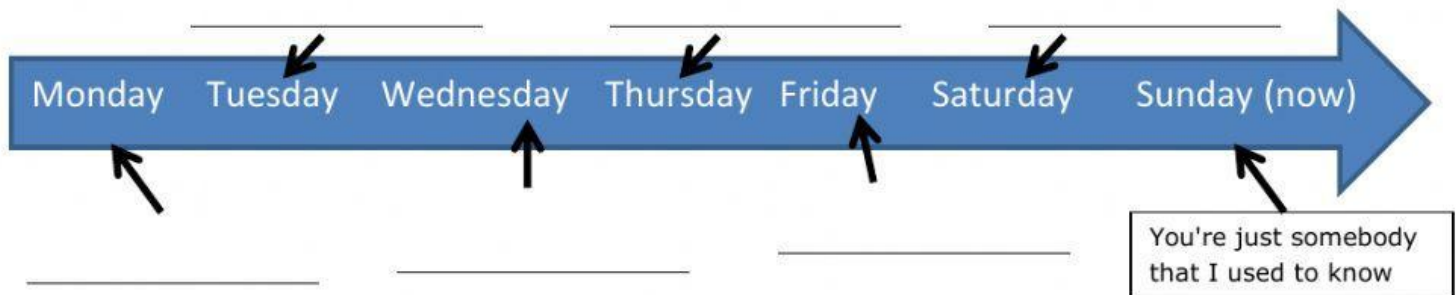 Monday Tuesday Wednesday Thursday Friday Saturday Sunday (now)
You're just somebody
that I used to know